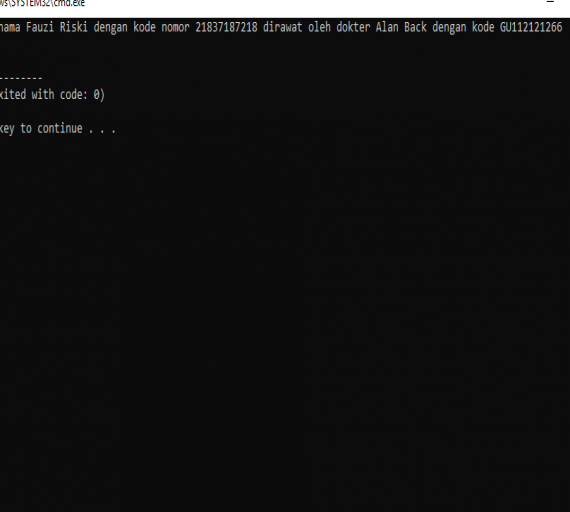 ws\SYSTEM32\cmd.exe
nama Fauzi Riski dengan kode nomor 21837187218 dirawat oleh dokter Alan Back dengan kode GU112121266
--------
xited with code: 0)
key to continue . . .